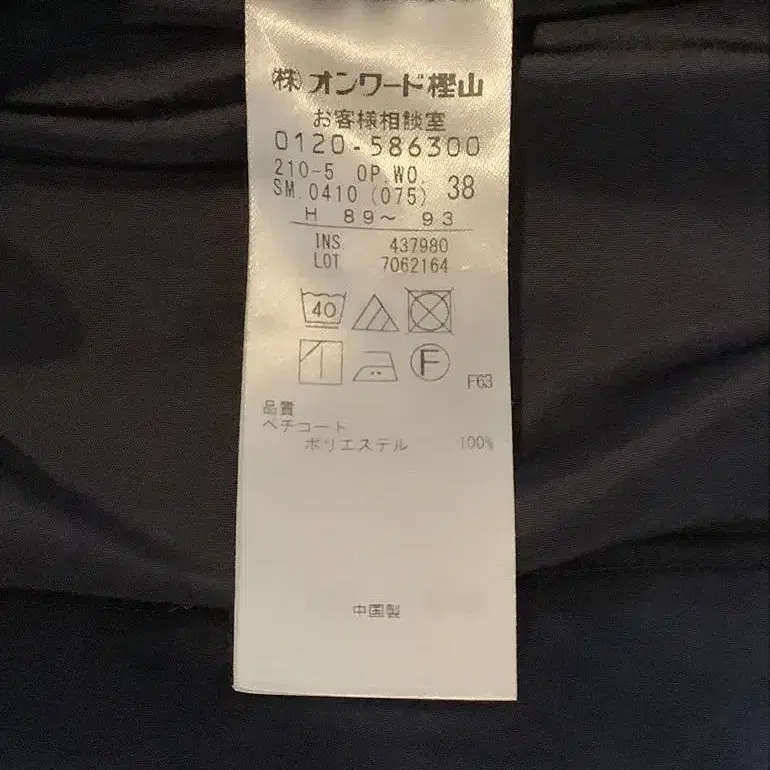 ㈱オンワード樫山
お客様相談室
0120-586300
210-5 OP.WO.
SM.0410 (075) 38
H 89～ 93
INS. 437980
LOT 7062164
40
F
F63
品質
ペチコート
ポリエステル 100%
中国製